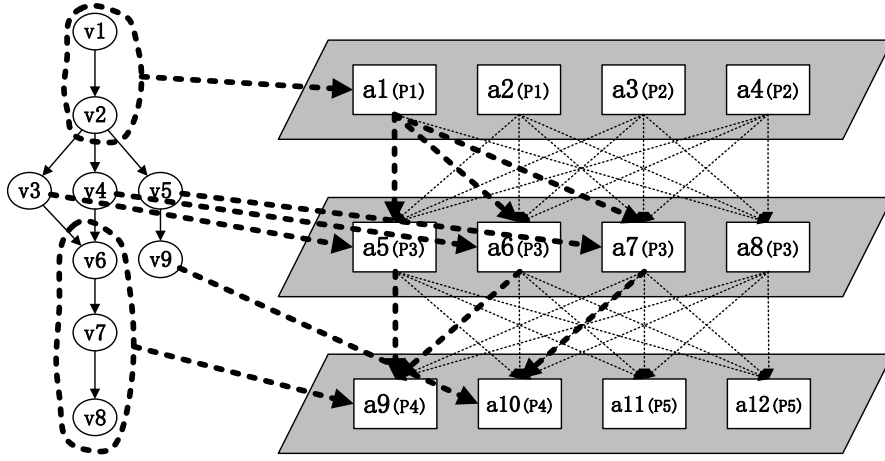 v1
v2
v3 v4 v5
v6 v9
v7
v8
a1(P1) a2(P1) a3(P2) a4(P2)
a5(P3) a6(P3) a7(P3) a8(P3)
a9(P4) a10(P4) a11(P5) a12(P5)